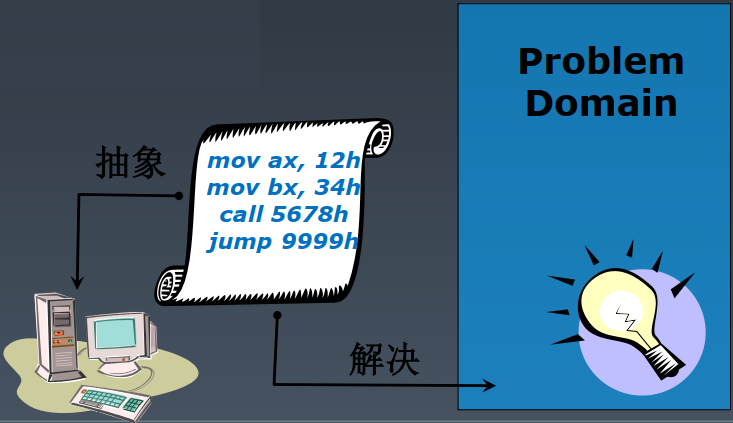 Problem
Domain
抽象
mov ax, 12h
mov bx, 34h
call 5678h
jump 9999h
解决